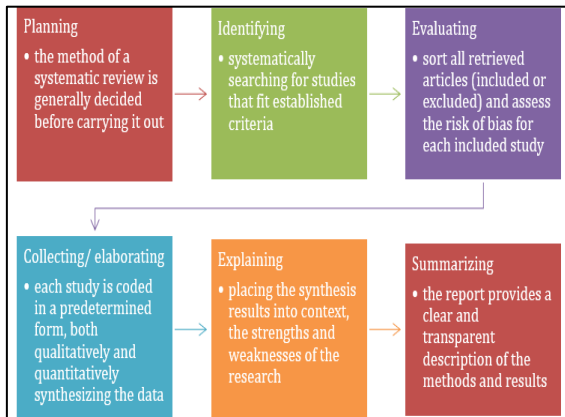 Planning
• the method of a
systematic review is
generally decided
before carrying it out
Identifying
• systematically
searching for studies
that fit established
criteria
Evaluating
• sort all retrieved
articles (included or
excluded) and assess
the risk of bias for
each included study
Collecting/ elaborating
• each study is coded
in a predetermined
form, both
qualitatively and
quantitatively
synthesizing the data
Explaining
• placing the synthesis
results into context,
the strengths and
weaknesses of the
research
Summarizing
• the report provides a
clear and
transparent
description of the
methods and results